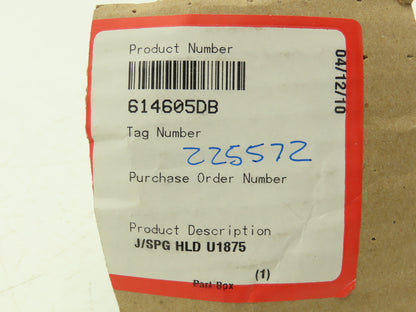 Product Number
614605DB
04/12/10
Tag Number
225572
Purchase Order Number
Product Description
J/SPG HLD U1875
(1)
Part Box